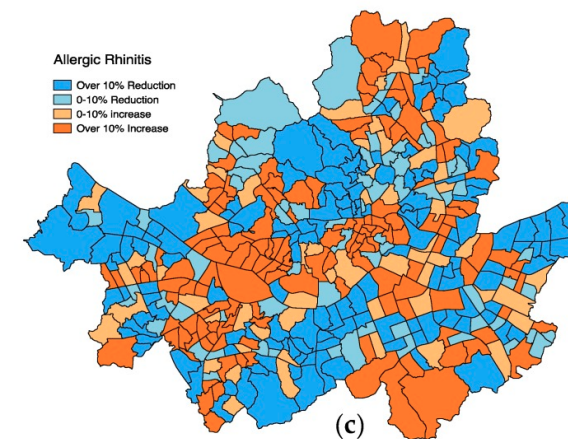 Allergic Rhinitis
Over 10% Reduction
0-10% Reduction
0-10% increase
Over 10% Increase
(c)